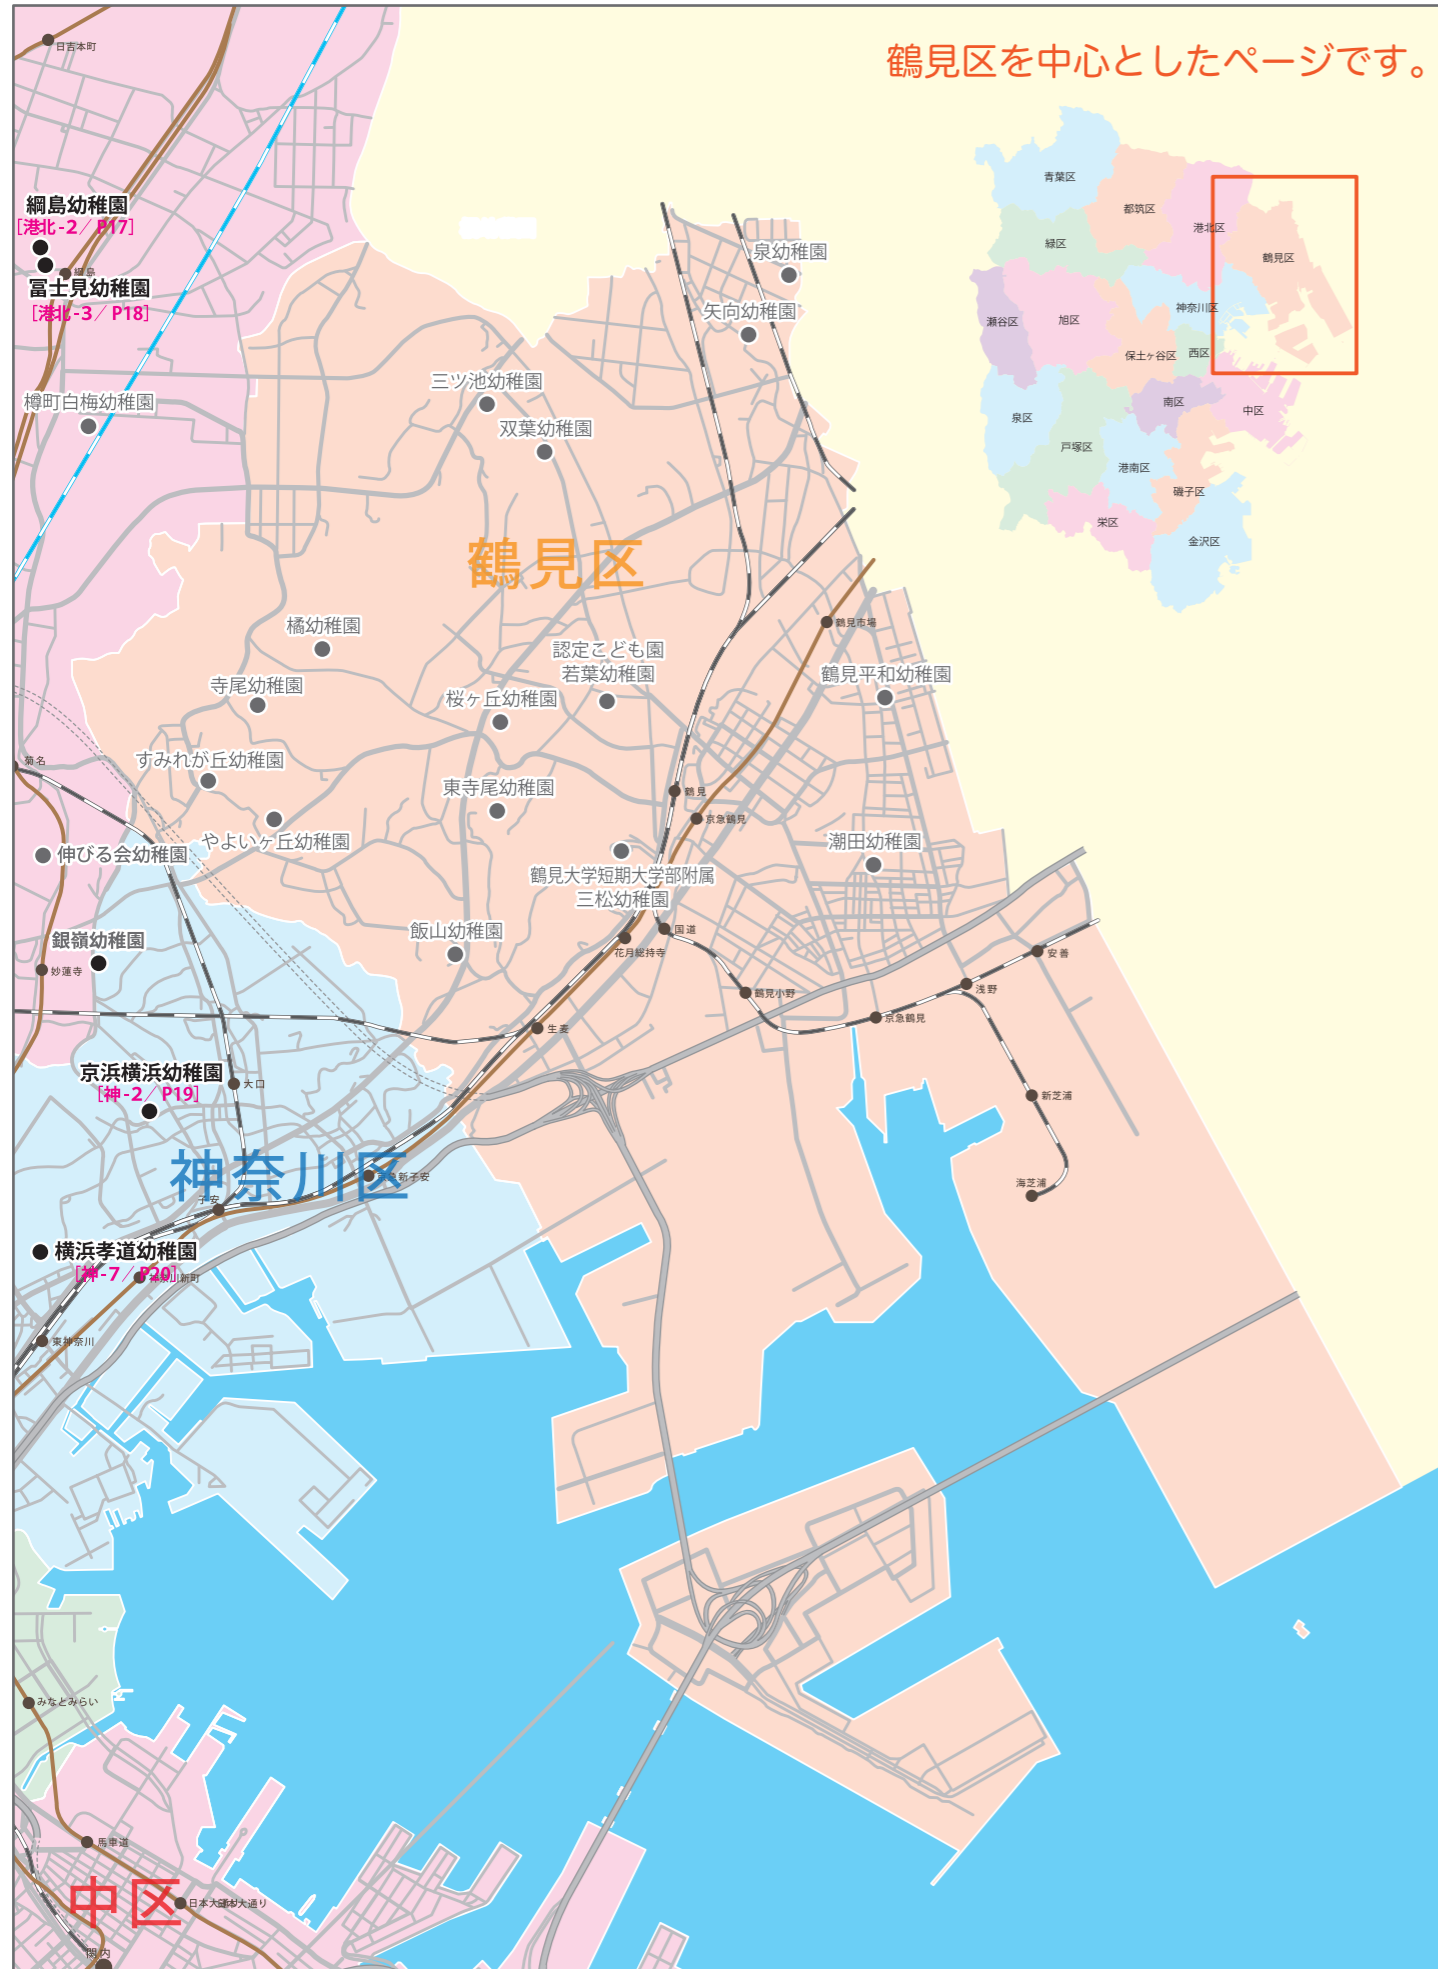 鶴見区を中心としたページです。
日吉本町
綱島幼稚園
[港北-2／P17]
綱島
冨士見幼稚園
[港北-3／P18]
樽町白梅幼稚園
泉幼稚園
矢向幼稚園
三ツ池幼稚園
双葉幼稚園
青葉区
都筑区
港北区
緑区
鶴見区
神奈川区
瀬谷区
旭区
保土ヶ谷区
西区
南区
中区
泉区
戸塚区
港南区
磯子区
栄区
金沢区
鶴見区
橘幼稚園
鶴見市場
認定こども園
若葉幼稚園
寺尾幼稚園
桜ヶ丘幼稚園
鶴見平和幼稚園
菊名
すみれが丘幼稚園
東寺尾幼稚園
鶴見
京急鶴見
やよいヶ丘幼稚園
潮田幼稚園
伸びる会幼稚園
鶴見大学短期大学部附属
三松幼稚園
飯山幼稚園
国道
銀嶺幼稚園
花月総持寺
安善
妙蓮寺
鶴見小野
浅野
京急鶴見
生麦
京浜横浜幼稚園
[神-2／P19]
大口
新芝浦
神奈川区
京急新子安
子安
海芝浦
横浜孝道幼稚園
[神-7／P20]
神奈川新町
東神奈川
みなとみらい
馬車道
中区
日本大通り
日本大通り
関内